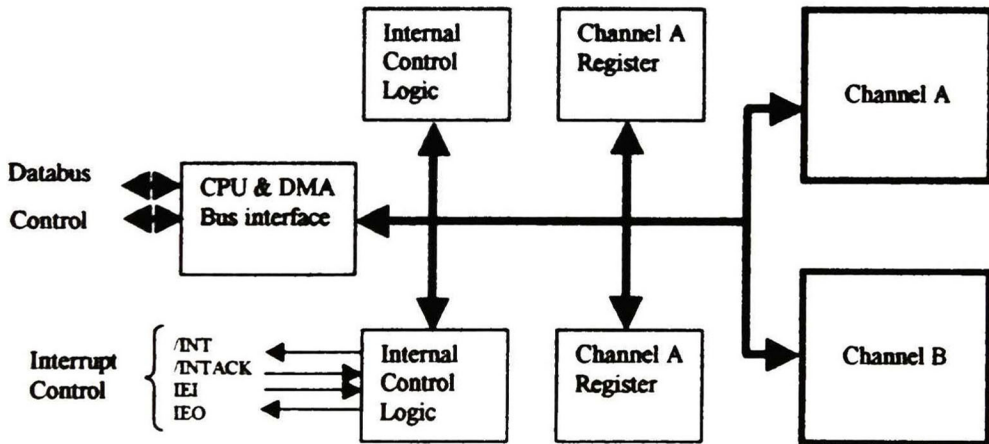 Internal
Control
Logic
Channel A
Register
Channel A
Databus
Control
CPU & DMA
Bus interface
Interrupt
Control
/INT
/INTACK
IEI
IEO
Internal
Control
Logic
Channel A
Register
Channel B